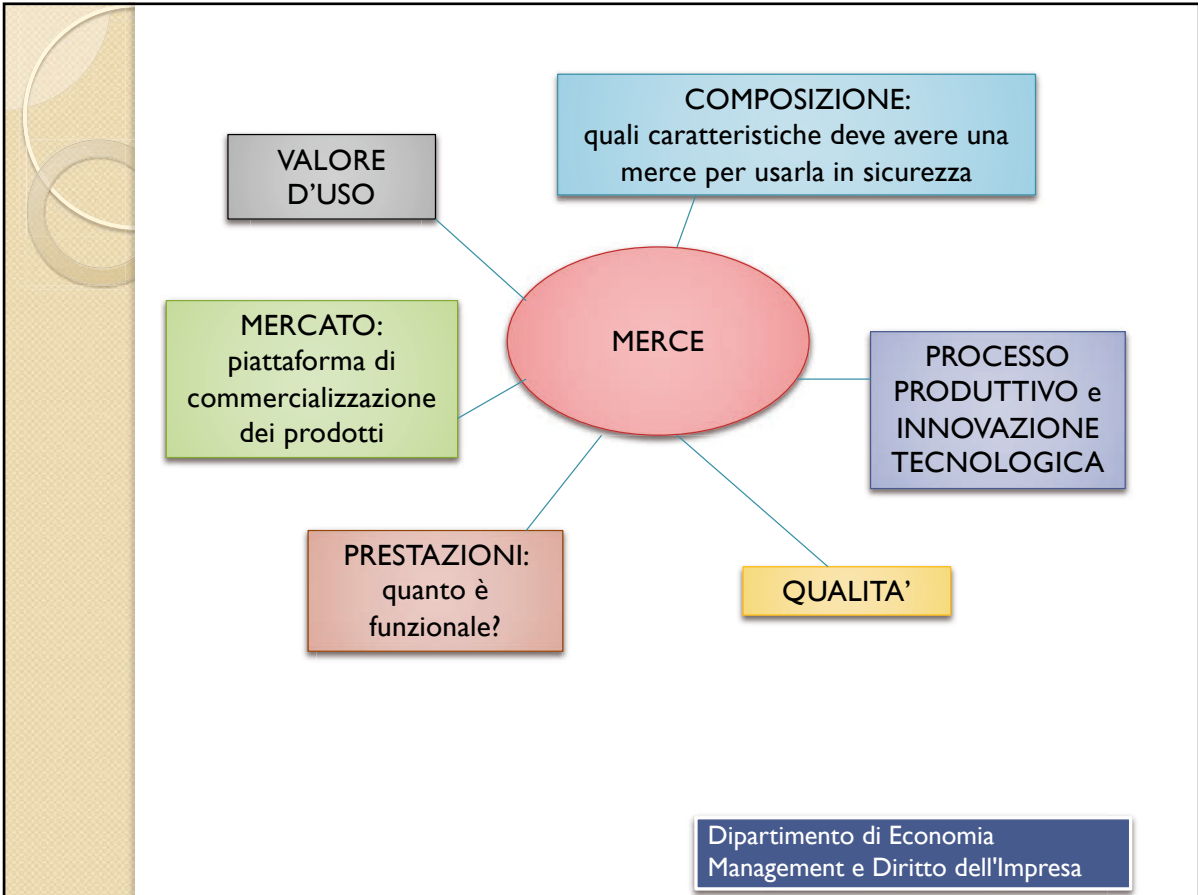 COMPOSIZIONE:
quali caratteristiche deve avere una
merce per usarla in sicurezza
VALORE
D’USO
MERCATO:
piattaforma di
commercializzazione
dei prodotti
MERCE
PROCESSO
PRODUTTIVO e
INNOVAZIONE
TECNOLOGICA
PRESTAZIONI:
quanto è
funzionale?
QUALITA’
Dipartimento di Economia
Management e Diritto dell'Impresa